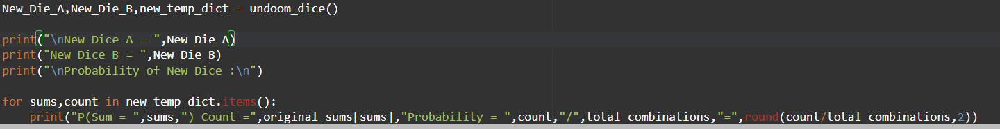 New_Die_A,New_Die_B,new_temp_dict = undoom_dice()
print("\nNew Dice A = ",New_Die_A)
print("New Dice B = ",New_Die_B)
print("\nProbability of New Dice :\n")
for sums,count in new_temp_dict.items():
    print("P(Sum = ",sums,") Count =",original_sums[sums],"Probability = ",count,"/",total_combinations,"=",round(count/total_combinations,2))